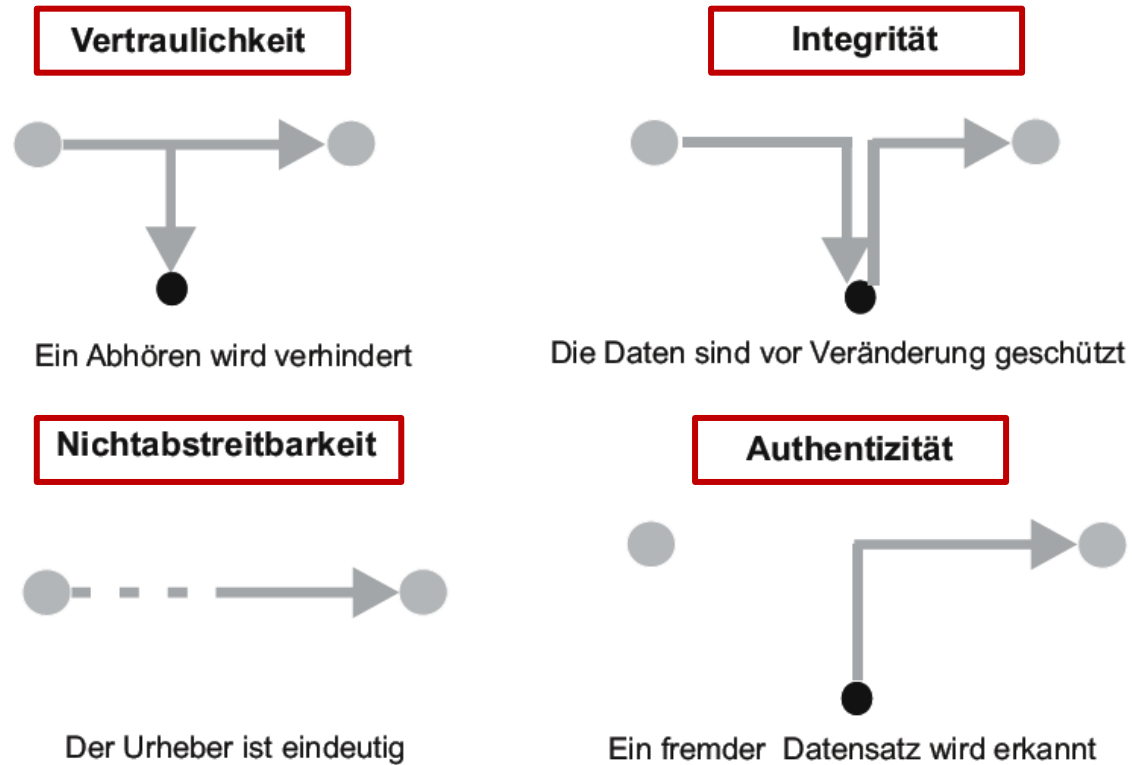 Vertraulichkeit
Integrität
Ein Abhören wird verhindert
Die Daten sind vor Veränderung geschützt
Nichtabstreitbarkeit
Authentizität
Der Urheber ist eindeutig
Ein fremder Datensatz wird erkannt